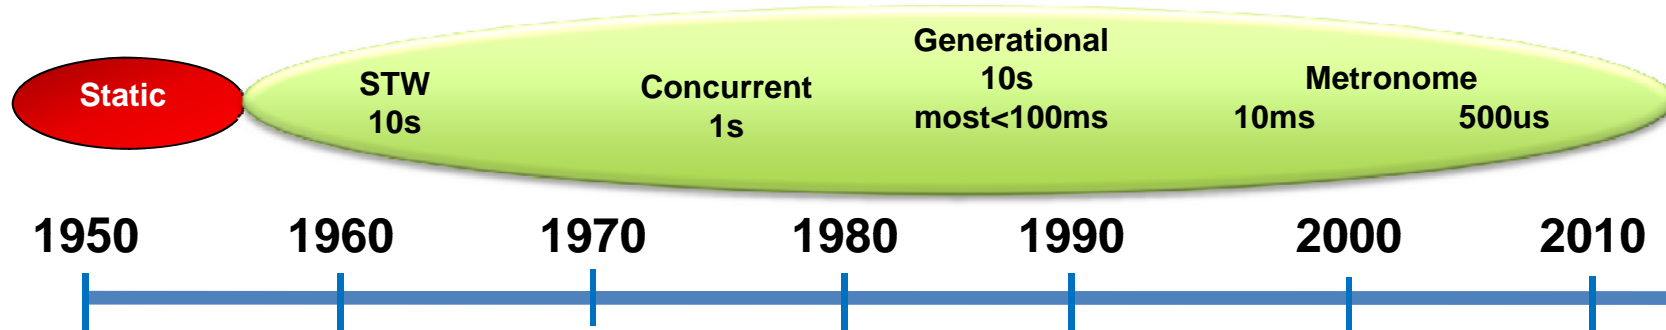 Static
STW
10s
Concurrent
1s
Generational
10s
most<100ms
Metronome
10ms 500us
1950 1960 1970 1980 1990 2000 2010